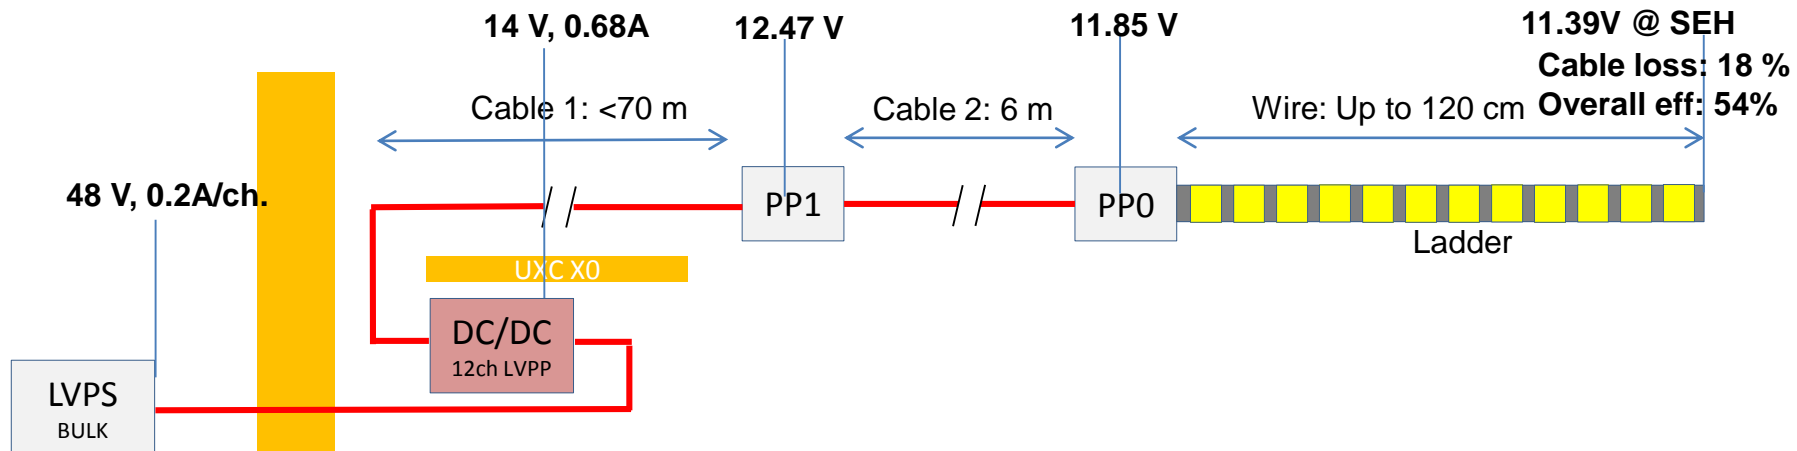 14 V, 0.68A
12.47 V
11.85 V
11.39V @ SEH
Cable loss: 18 %
Overall eff: 54%
Cable 1: <70 m
Cable 2: 6 m
Wire: Up to 120 cm
48 V, 0.2A/ch.
PP1
PP0
Ladder
UXC X0
DC/DC
12ch LVPP
LVPS
BULK